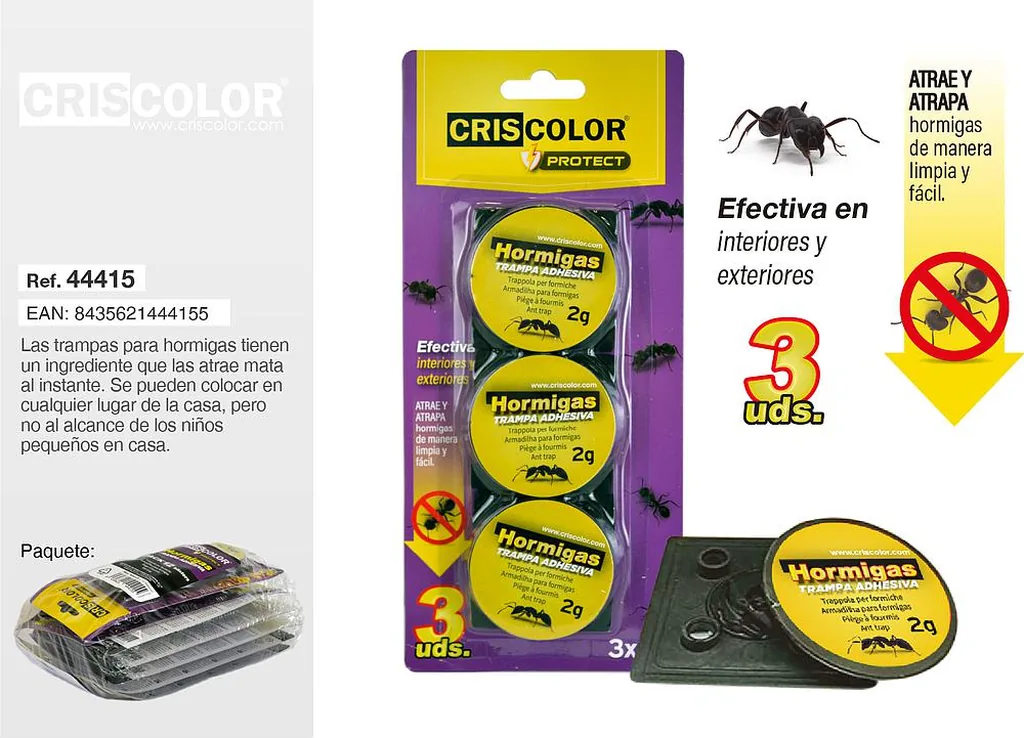 CRISCOLOR
www.criscolor.com
Ref. 44415
EAN: 8435621444155
Las trampas para hormigas tienen
un ingrediente que las atrae mata
al instante. Se pueden colocar en
cualquier lugar de la casa, pero
no al alcance de los niños
pequeños en casa.
Paquete:
CRISCOLOR
Hormigas
CRISCOLOR
CRISCOLOR
PROTECT
www.criscolor.com
Hormigas
TRAMPA ADHESIVA
Trappola per formiche
Armadilha para formigas
Piège à fourmis
Ant trap
2g
Efectiva
interiores y
exteriores
www.criscolor.com
Hormigas
TRAMPA ADHESIVA
Trappola per formiche
Armadilha para formigas
Piège à fourmis
Ant trap
2g
ATRAE Y
ATRAPA
hormigas
de manera
limpia y
fácil.
www.criscolor.com
Hormigas
TRAMPA ADHESIVA
Trappola per formiche
Armadilha para formigas
Piège à fourmis
Ant trap
2g
3
uds.
3x
Efectiva en
interiores y
exteriores
3
uds.
ATRAE Y
ATRAPA
hormigas
de manera
limpia y
fácil.
www.criscolor.com
Hormigas
TRAMPA ADHESIVA
Trappola per formiche
Armadilha para formigas
Piège à fourmis
Ant trap
2g